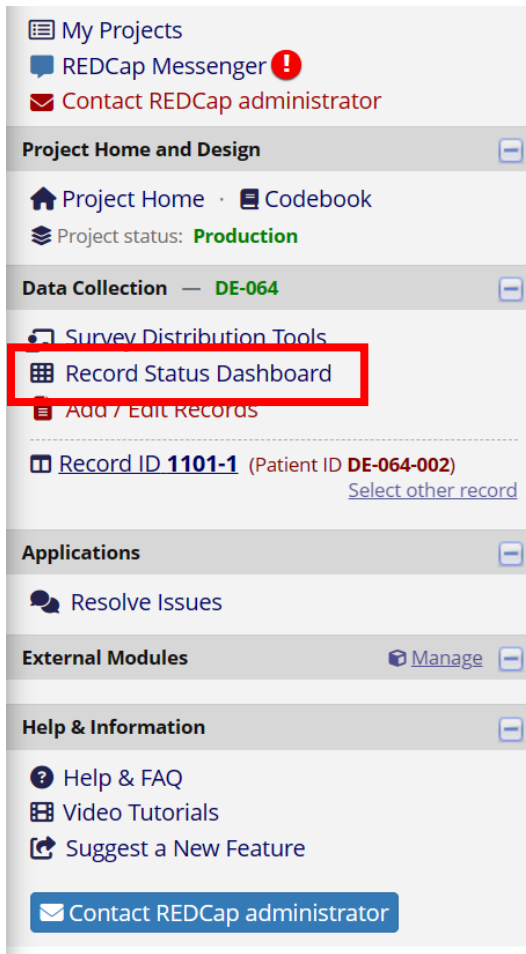 My Projects
REDCap Messenger !
Contact REDCap administrator
Project Home and Design
Project Home · Codebook
Project status: Production
Data Collection — DE-064
Survey Distribution Tools
Record Status Dashboard
Add / Edit Records
Record ID 1101-1 (Patient ID DE-064-002)
Select other record
Applications
Resolve Issues
External Modules Manage
Help & Information
Help & FAQ
Video Tutorials
Suggest a New Feature
Contact REDCap administrator